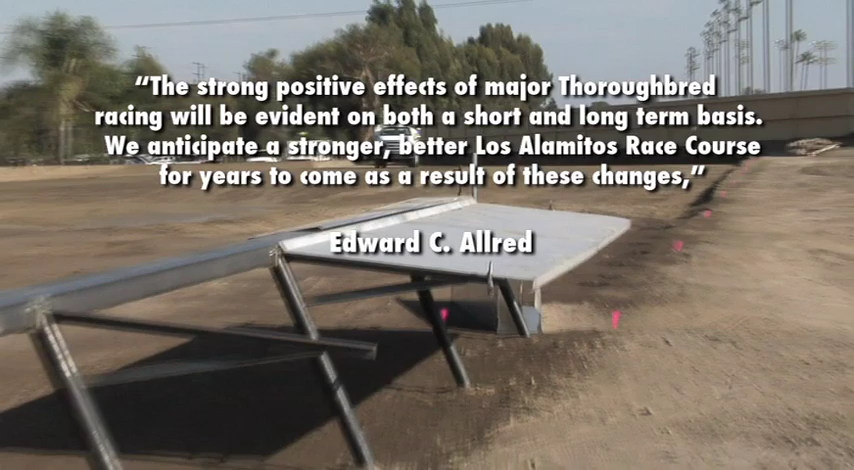 “The strong positive effects of major Thoroughbred
racing will be evident on both a short and long term basis.
We anticipate a stronger, better Los Alamitos Race Course
for years to come as a result of these changes,”
Edward C. Allred